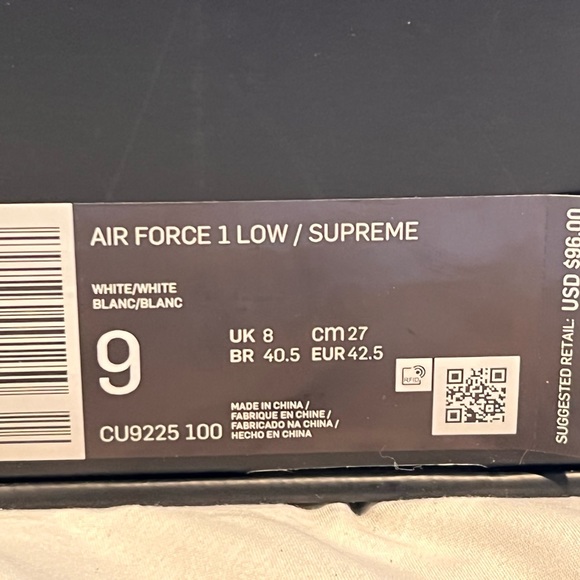 AIR FORCE 1 LOW / SUPREME
WHITE/WHITE
BLANC/BLANC
9
UK 8 cm 27
BR 40.5 EUR 42.5
RFID
CU9225 100
MADE IN CHINA /
FABRIQUE EN CHINE /
FABRICADO NA CHINA /
HECHO EN CHINA
SUGGESTED RETAIL: USD $96.00